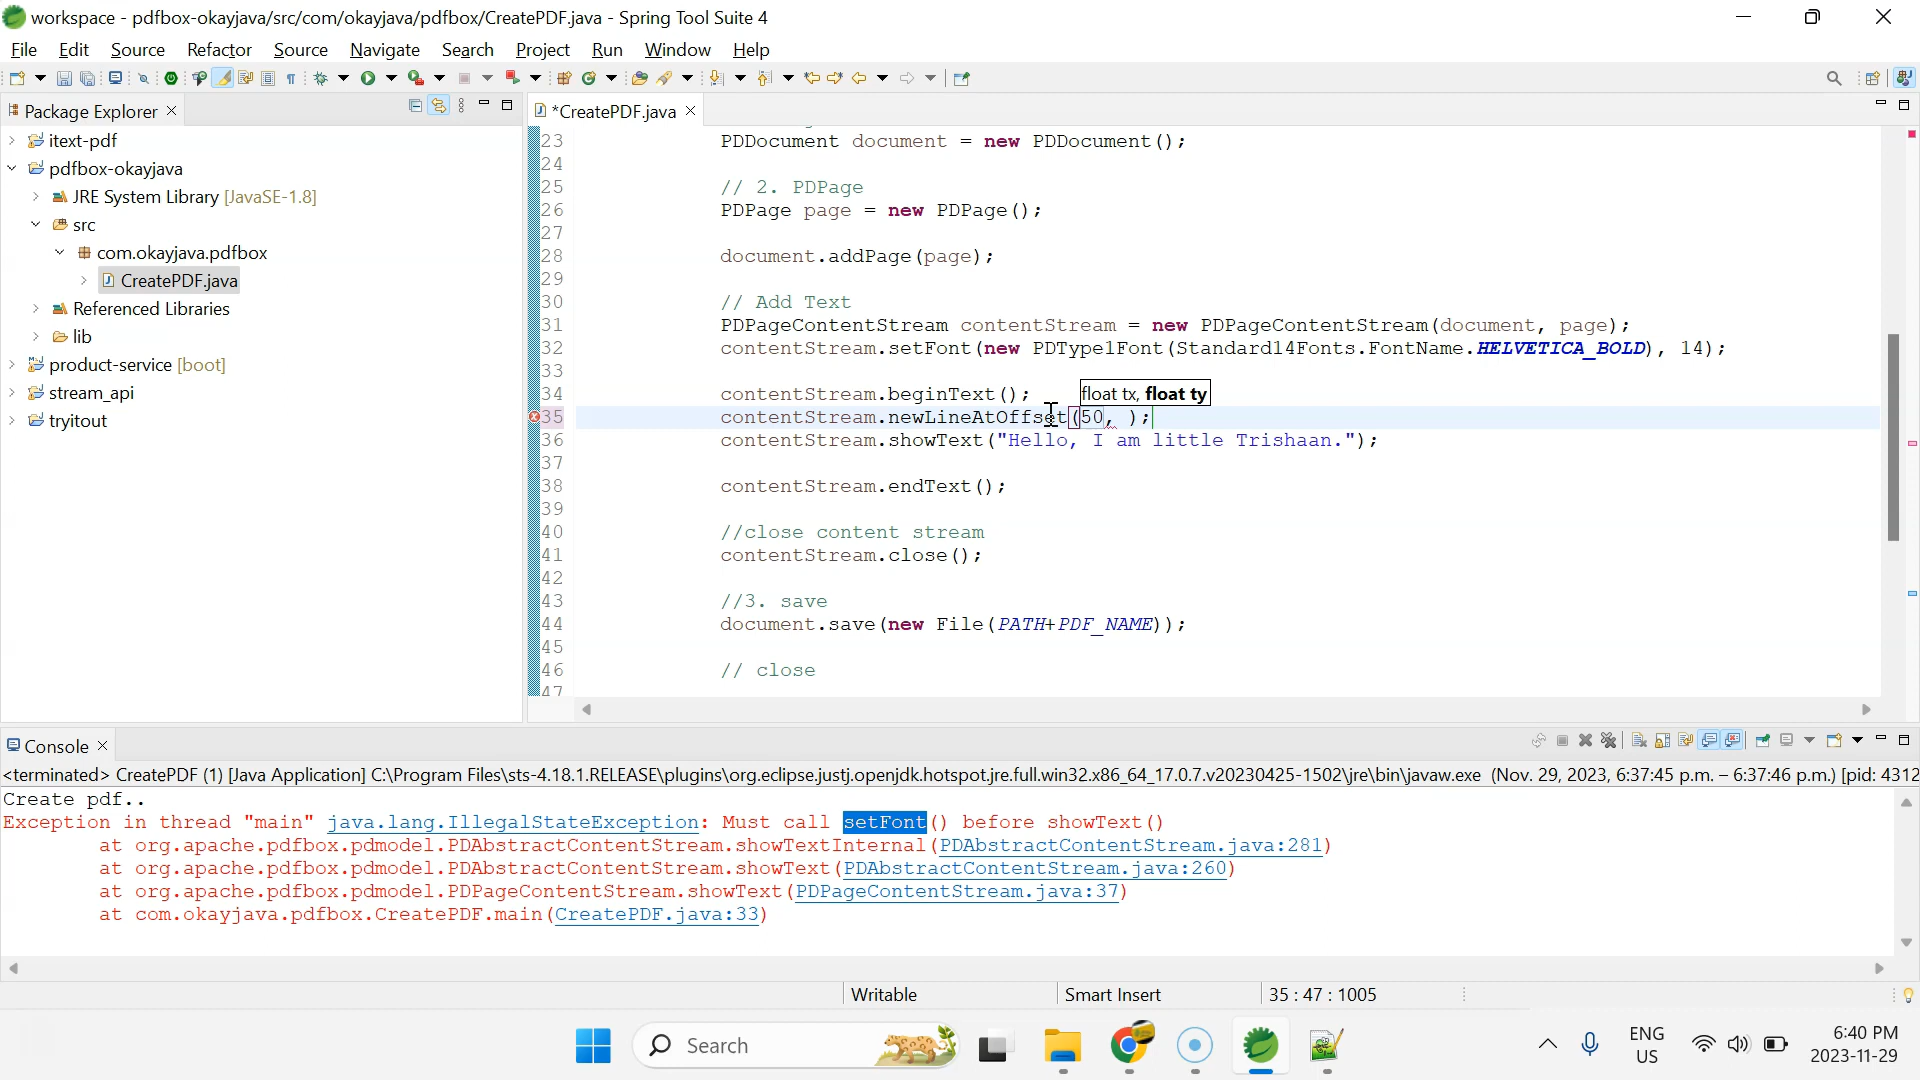 workspace - pdfbox-okayjava/src/com/okayjava/pdfbox/CreatePDF.java - Spring Tool Suite 4
File Edit Source Refactor Source Navigate Search Project Run Window Help
Package Explorer
*CreatePDF.java
itext-pdf
pdfbox-okayjava
JRE System Library [JavaSE-1.8]
src
com.okayjava.pdfbox
CreatePDF.java
Referenced Libraries
lib
product-service [boot]
stream_api
tryitout
23 PDDocument document = new PDDocument();
24
25 // 2. PDPage
26 PDPage page = new PDPage();
27
28 document.addPage(page);
29
30 // Add Text
31 PDPageContentStream contentStream = new PDPageContentStream(document, page);
32 contentStream.setFont(new PDType1Font(Standard14Fonts.FontName.HELVETICA_BOLD), 14);
33
34 contentStream.beginText();
float tx, float ty
35 contentStream.newLineAtOffset(50, );
36 contentStream.showText("Hello, I am little Trishaan.");
37
38 contentStream.endText();
39
40 //close content stream
41 contentStream.close();
42
43 //3. save
44 document.save(new File(PATH+PDF_NAME));
45
46 // close
47
Console
<terminated> CreatePDF (1) [Java Application] C:\Program Files\sts-4.18.1.RELEASE\plugins\org.eclipse.justj.openjdk.hotspot.jre.full.win32.x86_64_17.0.7.v20230425-1502\jre\bin\javaw.exe (Nov. 29, 2023, 6:37:45 p.m. – 6:37:46 p.m.) [pid: 4312
Create pdf..
Exception in thread "main" java.lang.IllegalStateException: Must call setFont() before showText()
at org.apache.pdfbox.pdmodel.PDAbstractContentStream.showTextInternal(PDAbstractContentStream.java:281)
at org.apache.pdfbox.pdmodel.PDAbstractContentStream.showText(PDAbstractContentStream.java:260)
at org.apache.pdfbox.pdmodel.PDPageContentStream.showText(PDPageContentStream.java:37)
at com.okayjava.pdfbox.CreatePDF.main(CreatePDF.java:33)
Writable Smart Insert 35 : 47 : 1005
Search
ENG
US
6:40 PM
2023-11-29